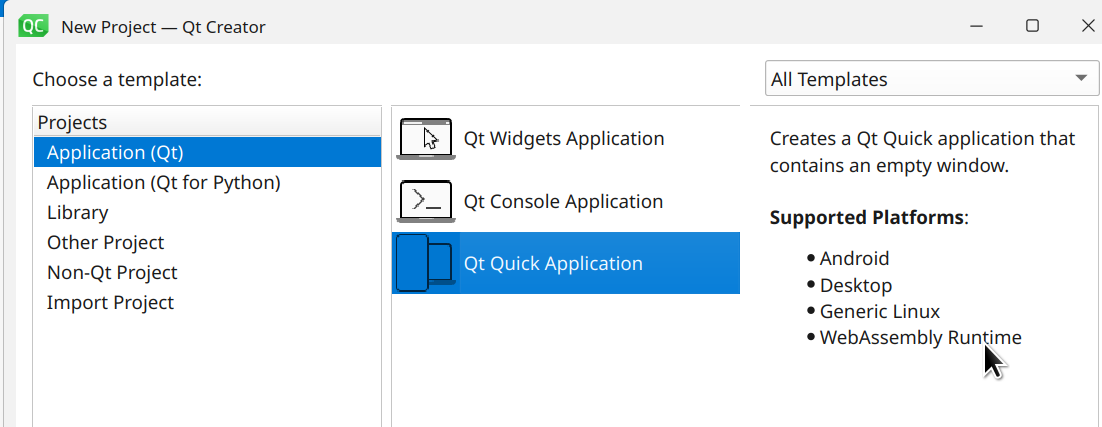 QC
New Project — Qt Creator
Choose a template:
All Templates
Projects
Application (Qt)
Application (Qt for Python)
Library
Other Project
Non-Qt Project
Import Project
Qt Widgets Application
Qt Console Application
Qt Quick Application
Creates a Qt Quick application that
contains an empty window.
Supported Platforms:
Android
Desktop
Generic Linux
WebAssembly Runtime